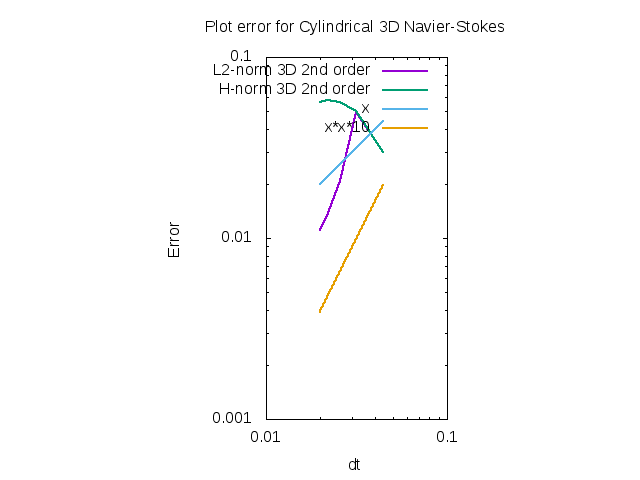 Plot error for Cylindrical 3D Navier-Stokes
0.1
L2-norm 3D 2nd order
H-norm 3D 2nd order
x
x*x*10
Error
0.01
0.001
0.01
0.1
dt